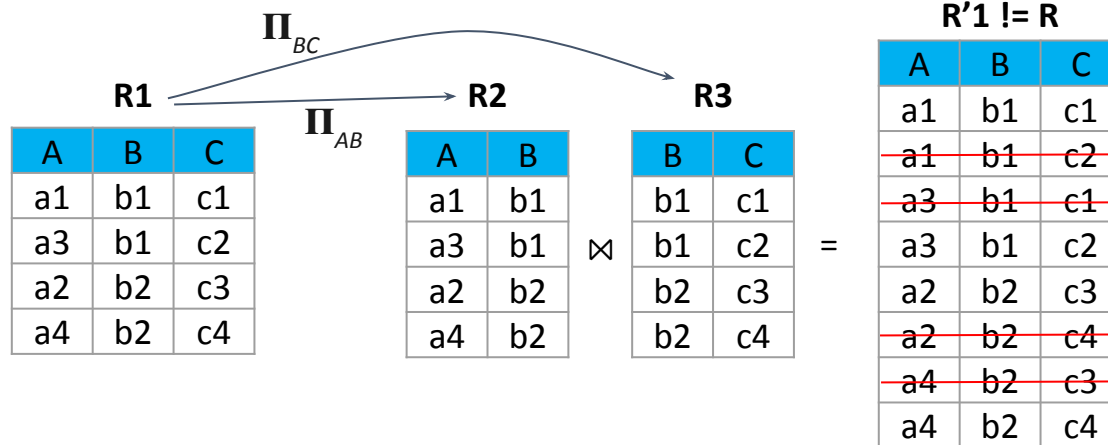 R'1 != R
Π BC
R1
R2
R3
Π AB
A B C
a1 b1 c1
a3 b1 c2
a2 b2 c3
a4 b2 c4
A B
a1 b1
a3 b1
a2 b2
a4 b2
⋈
B C
b1 c1
b1 c2
b2 c3
b2 c4
=
A B C
a1 b1 c1
a1 b1 c2
a3 b1 c1
a3 b1 c2
a2 b2 c3
a2 b2 c4
a4 b2 c3
a4 b2 c4